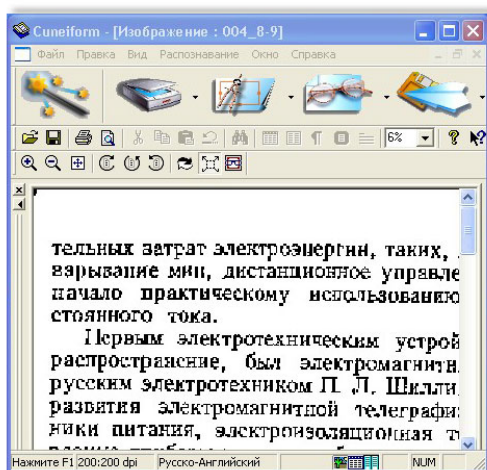 Cuneiform - [Изображение : 004_8-9]
Файл Правка Вид Распознавание Окно Справка
6%
тельных затрат электроэнергии, таких,
взрывание мин, дистанционное управле
начало практическому использованию
стоянного тока.
Первым электротехническим устрой
распространение, был электромагнитн
русским электротехником П. Л. Шилли
развития электромагнитной телеграфи
ники питания, электроизоляционная т
Нажмите F1 200:200 dpi Русско-Английский NUM